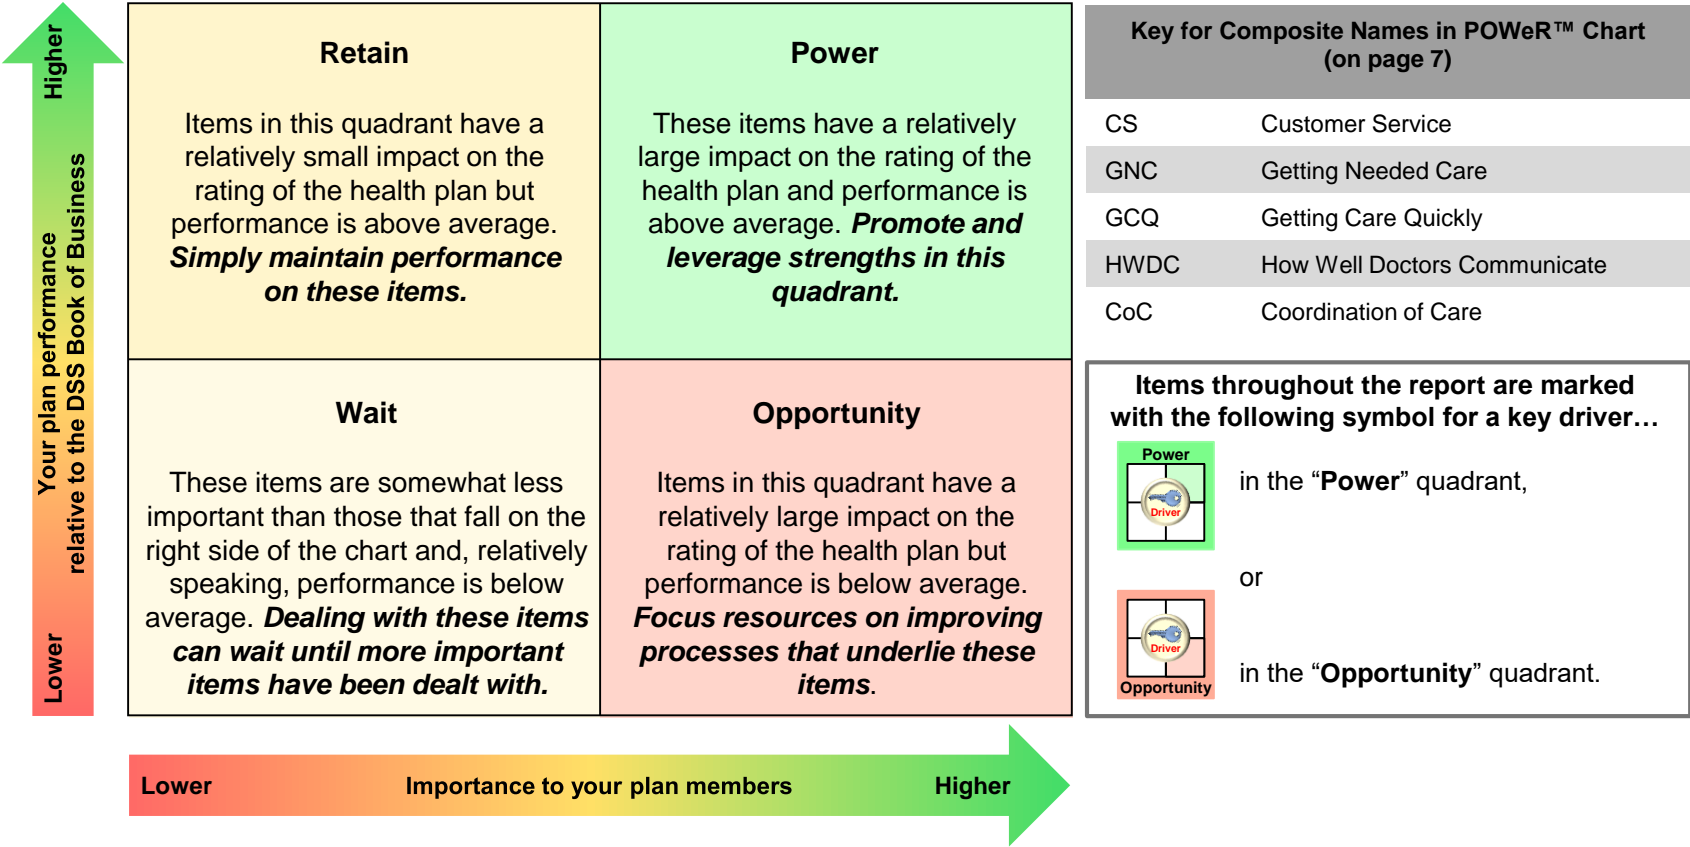 Higher
Your plan performance
relative to the DSS Book of Business
Lower
Retain
Items in this quadrant have a
relatively small impact on the
rating of the health plan but
performance is above average.
Simply maintain performance
on these items.
Power
These items have a relatively
large impact on the rating of the
health plan and performance is
above average. Promote and
leverage strengths in this
quadrant.
Wait
These items are somewhat less
important than those that fall on the
right side of the chart and, relatively
speaking, performance is below
average. Dealing with these items
can wait until more important
items have been dealt with.
Opportunity
Items in this quadrant have a
relatively large impact on the
rating of the health plan but
performance is below average.
Focus resources on improving
processes that underlie these
items.
Lower Importance to your plan members Higher
Key for Composite Names in POWeR™ Chart
(on page 7)
CS Customer Service
GNC Getting Needed Care
GCQ Getting Care Quickly
HWDC How Well Doctors Communicate
CoC Coordination of Care
Items throughout the report are marked
with the following symbol for a key driver…
Power
Driver
in the “Power” quadrant,
or
Driver
Opportunity
in the “Opportunity” quadrant.